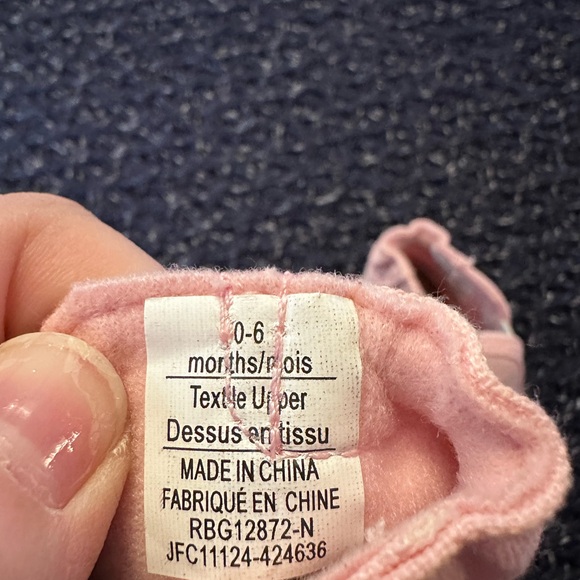 0-6
months/mois
Textile Upper
Dessus en tissu
MADE IN CHINA
FABRIQUÉ EN CHINE
RBG12872-N
JFC11124-424636